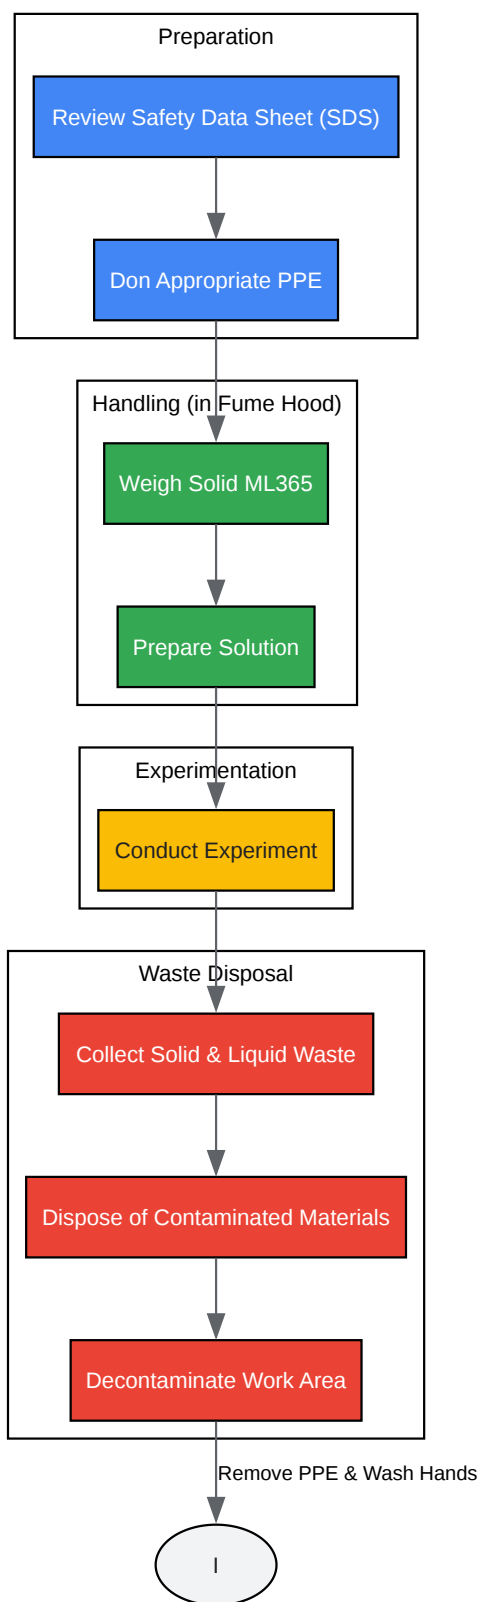 Preparation
Review Safety Data Sheet (SDS)
Don Appropriate PPE
Handling (in Fume Hood)
Weigh Solid ML365
Prepare Solution
Experimentation
Conduct Experiment
Waste Disposal
Collect Solid & Liquid Waste
Dispose of Contaminated Materials
Decontaminate Work Area
Remove PPE & Wash Hands
I